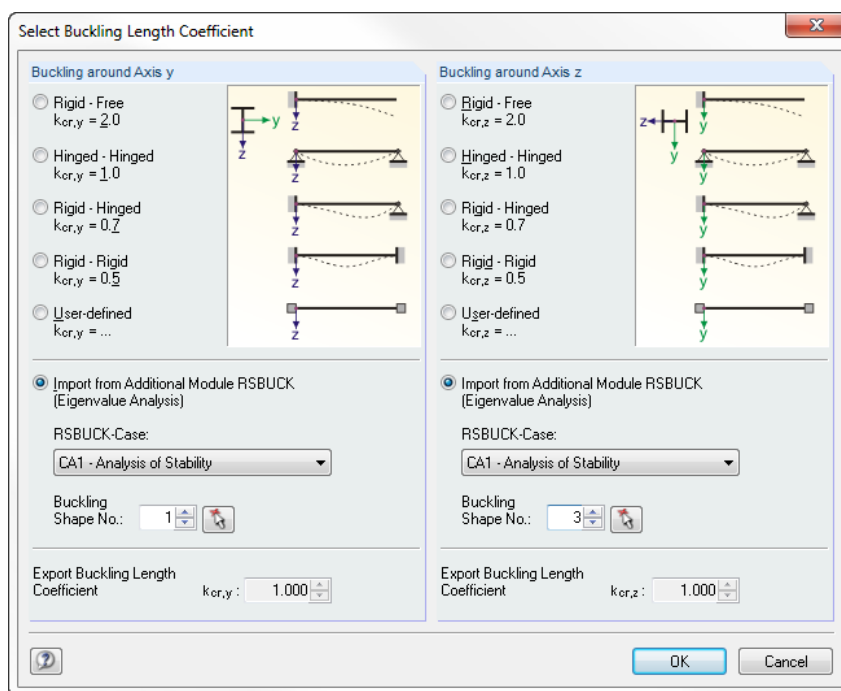 Select Buckling Length Coefficient
Buckling around Axis y
Rigid - Free
kcr,y = 2.0
Hinged - Hinged
kcr,y = 1.0
Rigid - Hinged
kcr,y = 0.7
Rigid - Rigid
kcr,y = 0.5
User-defined
kcr,y = ...
y
z
z
z
z
z
z
Import from Additional Module RSBUCK
(Eigenvalue Analysis)
RSBUCK-Case:
CA1 - Analysis of Stability
Buckling
Shape No.: 1
Export Buckling Length
Coefficient kcr,y : 1.000
Buckling around Axis z
Rigid - Free
kcr,z = 2.0
Hinged - Hinged
kcr,z = 1.0
Rigid - Hinged
kcr,z = 0.7
Rigid - Rigid
kcr,z = 0.5
User-defined
kcr,z = ...
z
y
y
y
y
y
y
Import from Additional Module RSBUCK
(Eigenvalue Analysis)
RSBUCK-Case:
CA1 - Analysis of Stability
Buckling
Shape No.: 3
Export Buckling Length
Coefficient kcr,z : 1.000
?
OK Cancel